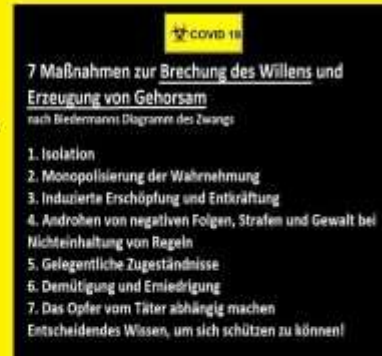 COVID 19
7 Maßnahmen zur Brechung des Willens und
Erzeugung von Gehorsam
nach Biedermanns Diagramm des Zwangs
1. Isolation
2. Monopolisierung der Wahrnehmung
3. Induzierte Erschöpfung und Entkräftung
4. Androhen von negativen Folgen, Strafen und Gewalt bei
Nichteinhaltung von Regeln
5. Gelegentliche Zugeständnisse
6. Demütigung und Erniedrigung
7. Das Opfer vom Täter abhängig machen
Entscheidendes Wissen, um sich schützen zu können!